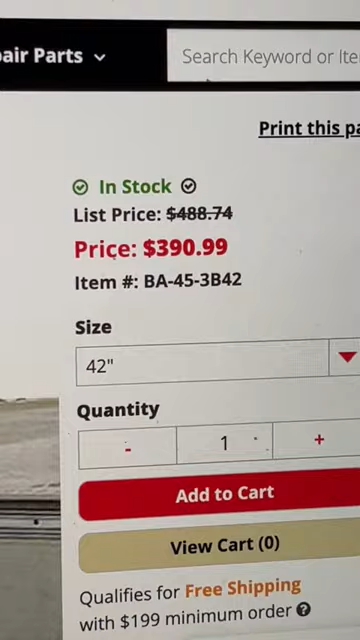 air Parts
Search Keyword or Ite
Print this pa
In Stock
List Price: $488.74
Price: $390.99
Item #: BA-45-3B42
Size
42"
Quantity
- 1 +
Add to Cart
View Cart (0)
Qualifies for Free Shipping
with $199 minimum order ?